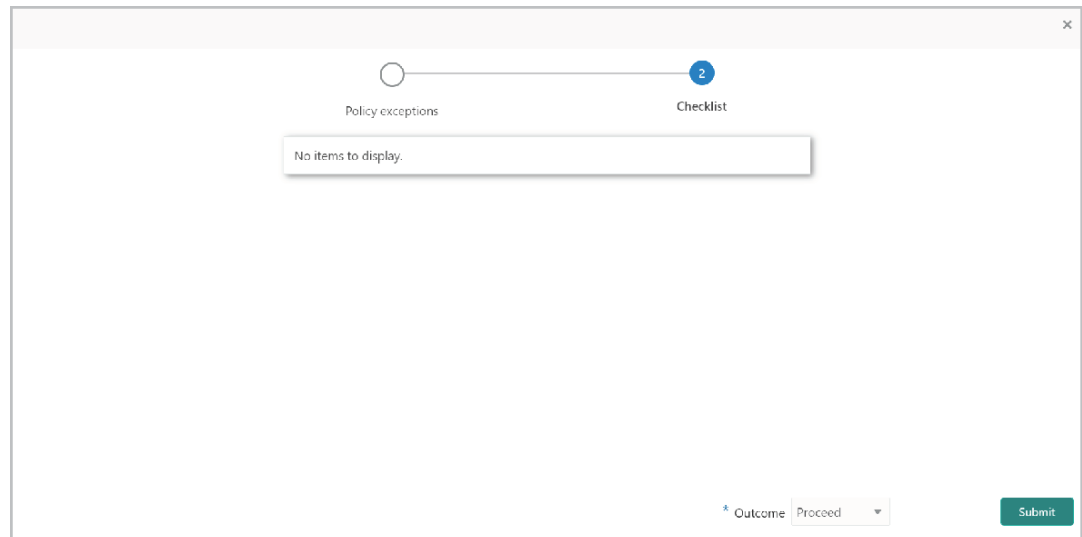 ×
2
Policy exceptions
Checklist
No items to display.
* Outcome Proceed
Submit